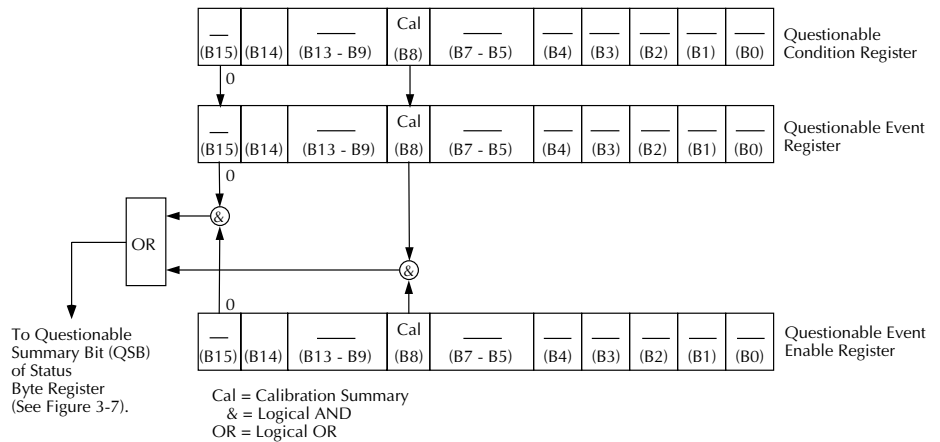 Cal
(B15) (B14) (B13 - B9) (B8) (B7 - B5) (B4) (B3) (B2) (B1) (B0)
Questionable
Condition Register
0
Cal
(B15) (B14) (B13 - B9) (B8) (B7 - B5) (B4) (B3) (B2) (B1) (B0)
Questionable Event
Register
0
&
OR
&
0
To Questionable
Summary Bit (QSB)
of Status
Byte Register
(See Figure 3-7).
Cal
(B15) (B14) (B13 - B9) (B8) (B7 - B5) (B4) (B3) (B2) (B1) (B0)
Questionable Event
Enable Register
Cal = Calibration Summary
& = Logical AND
OR = Logical OR